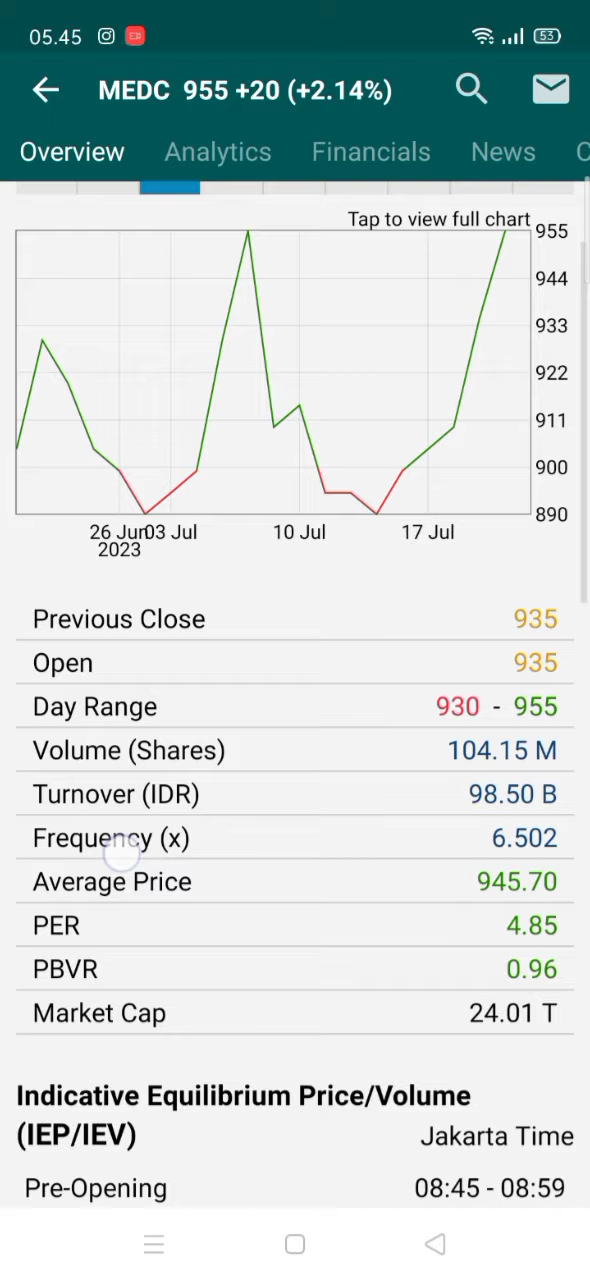 05.45 53
MEDC 955 +20 (+2.14%)
Overview Analytics Financials News C
Tap to view full chart
955
944
933
922
911
900
890
26 Jun 03 Jul 10 Jul 17 Jul
2023
Previous Close 935
Open 935
Day Range 930 - 955
Volume (Shares) 104.15 M
Turnover (IDR) 98.50 B
Frequency (x) 6.502
Average Price 945.70
PER 4.85
PBVR 0.96
Market Cap 24.01 T
Indicative Equilibrium Price/Volume
(IEP/IEV) Jakarta Time
Pre-Opening 08:45 - 08:59